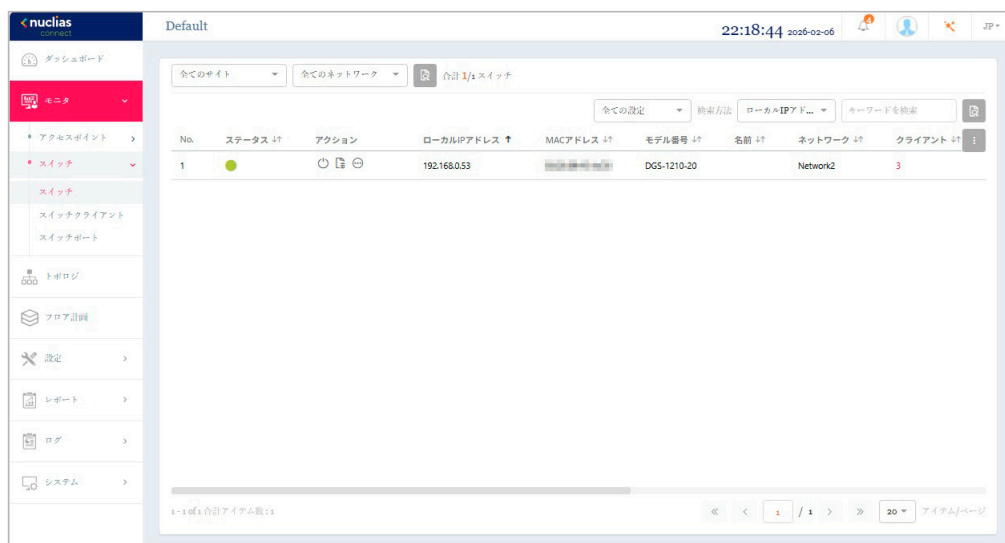 nuclias
connect
Default
22:18:44 2026-02-06
4
JP
ダッシュボード
モニタ
アクセスポイント
スイッチ
スイッチ
スイッチクライアント
スイッチポート
トポロジ
フロア計画
設定
レポート
ログ
システム
全てのサイト 全てのネットワーク 合計 1/1 スイッチ
全ての設定 検索方法 ローカルIPアド... キーワードを検索
No. ステータス アクション ローカルIPアドレス MACアドレス モデル番号 名前 ネットワーク クライアント
1 192.168.0.53 DGS-1210-20 Network2 3
1 - 1 of 1 合計アイテム数 : 1
1 / 1 20 アイテム/ページ